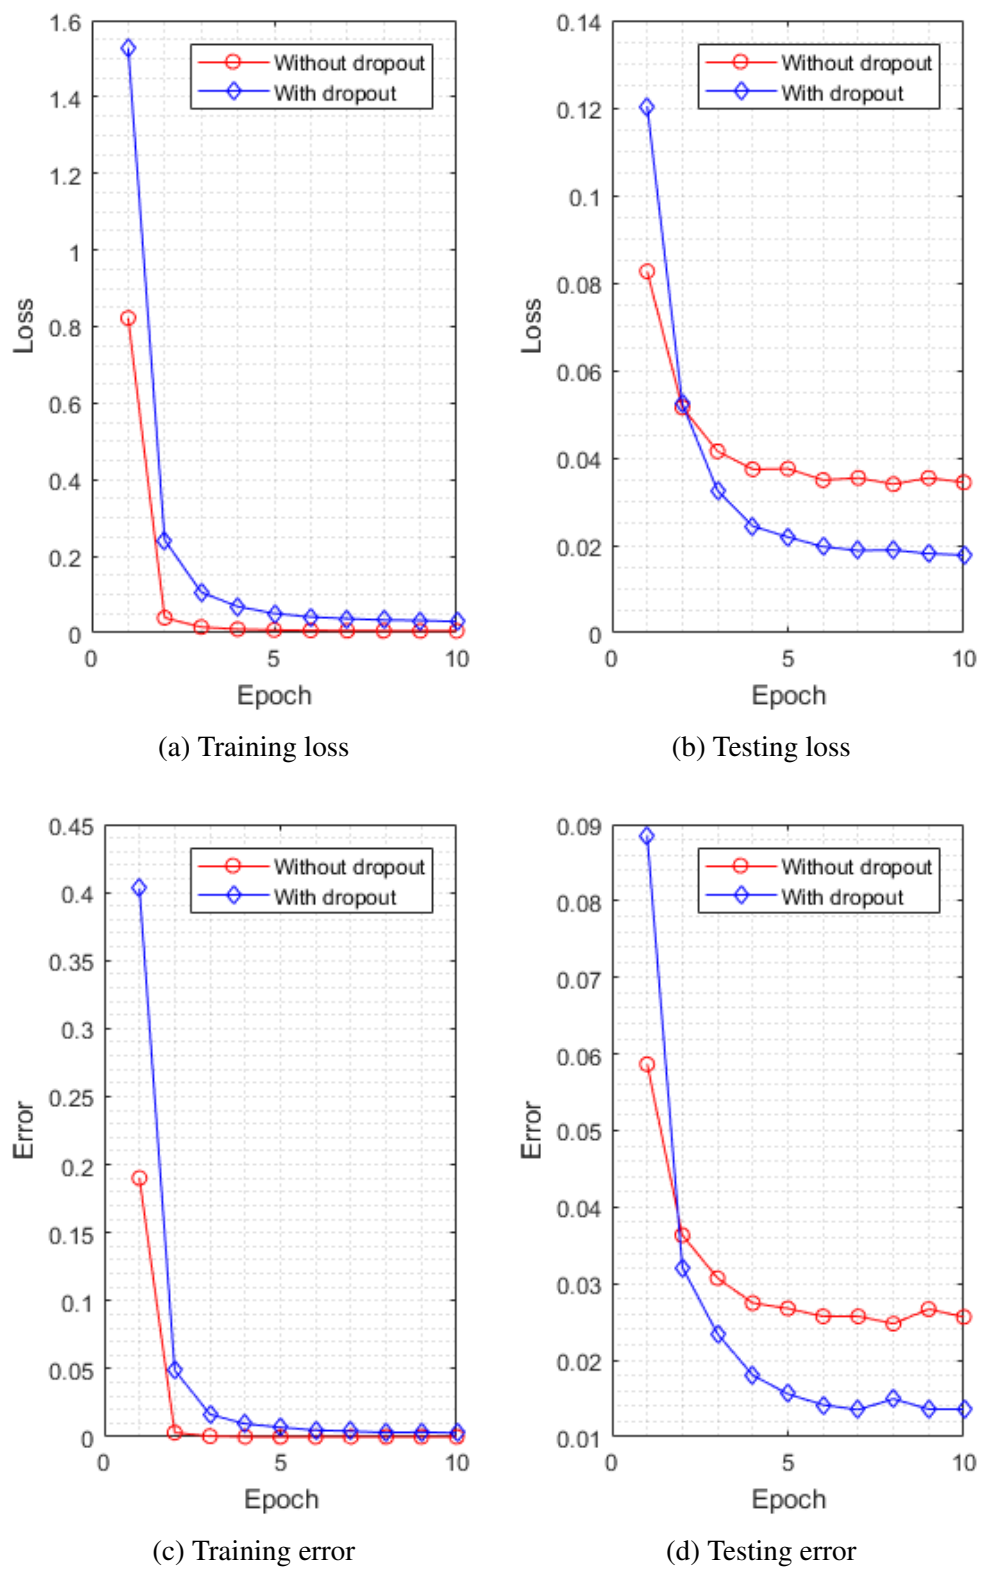 1.6
1.4
1.2
1
0.8
0.6
0.4
0.2
0
Loss
Without dropout
With dropout
0
5
10
Epoch
(a) Training loss
0.14
0.12
0.1
0.08
0.06
0.04
0.02
0
Loss
Without dropout
With dropout
0
5
10
Epoch
(b) Testing loss
0.45
0.4
0.35
0.3
0.25
0.2
0.15
0.1
0.05
0
Error
Without dropout
With dropout
0
5
10
Epoch
(c) Training error
0.09
0.08
0.07
0.06
0.05
0.04
0.03
0.02
0.01
Error
Without dropout
With dropout
0
5
10
Epoch
(d) Testing error